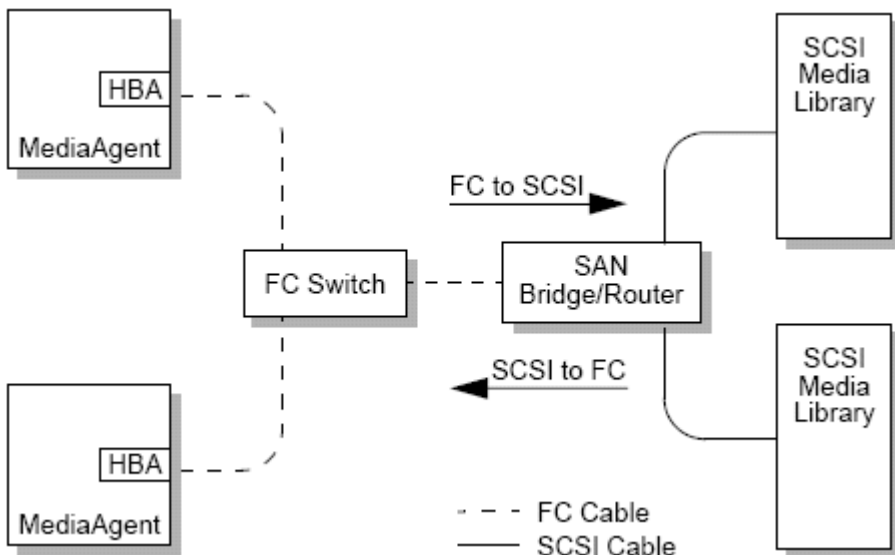 HBA
MediaAgent
SCSI
Media
Library
FC to SCSI
FC Switch
SAN
Bridge/Router
SCSI to FC
SCSI
Media
Library
HBA
MediaAgent
FC Cable
SCSI Cable